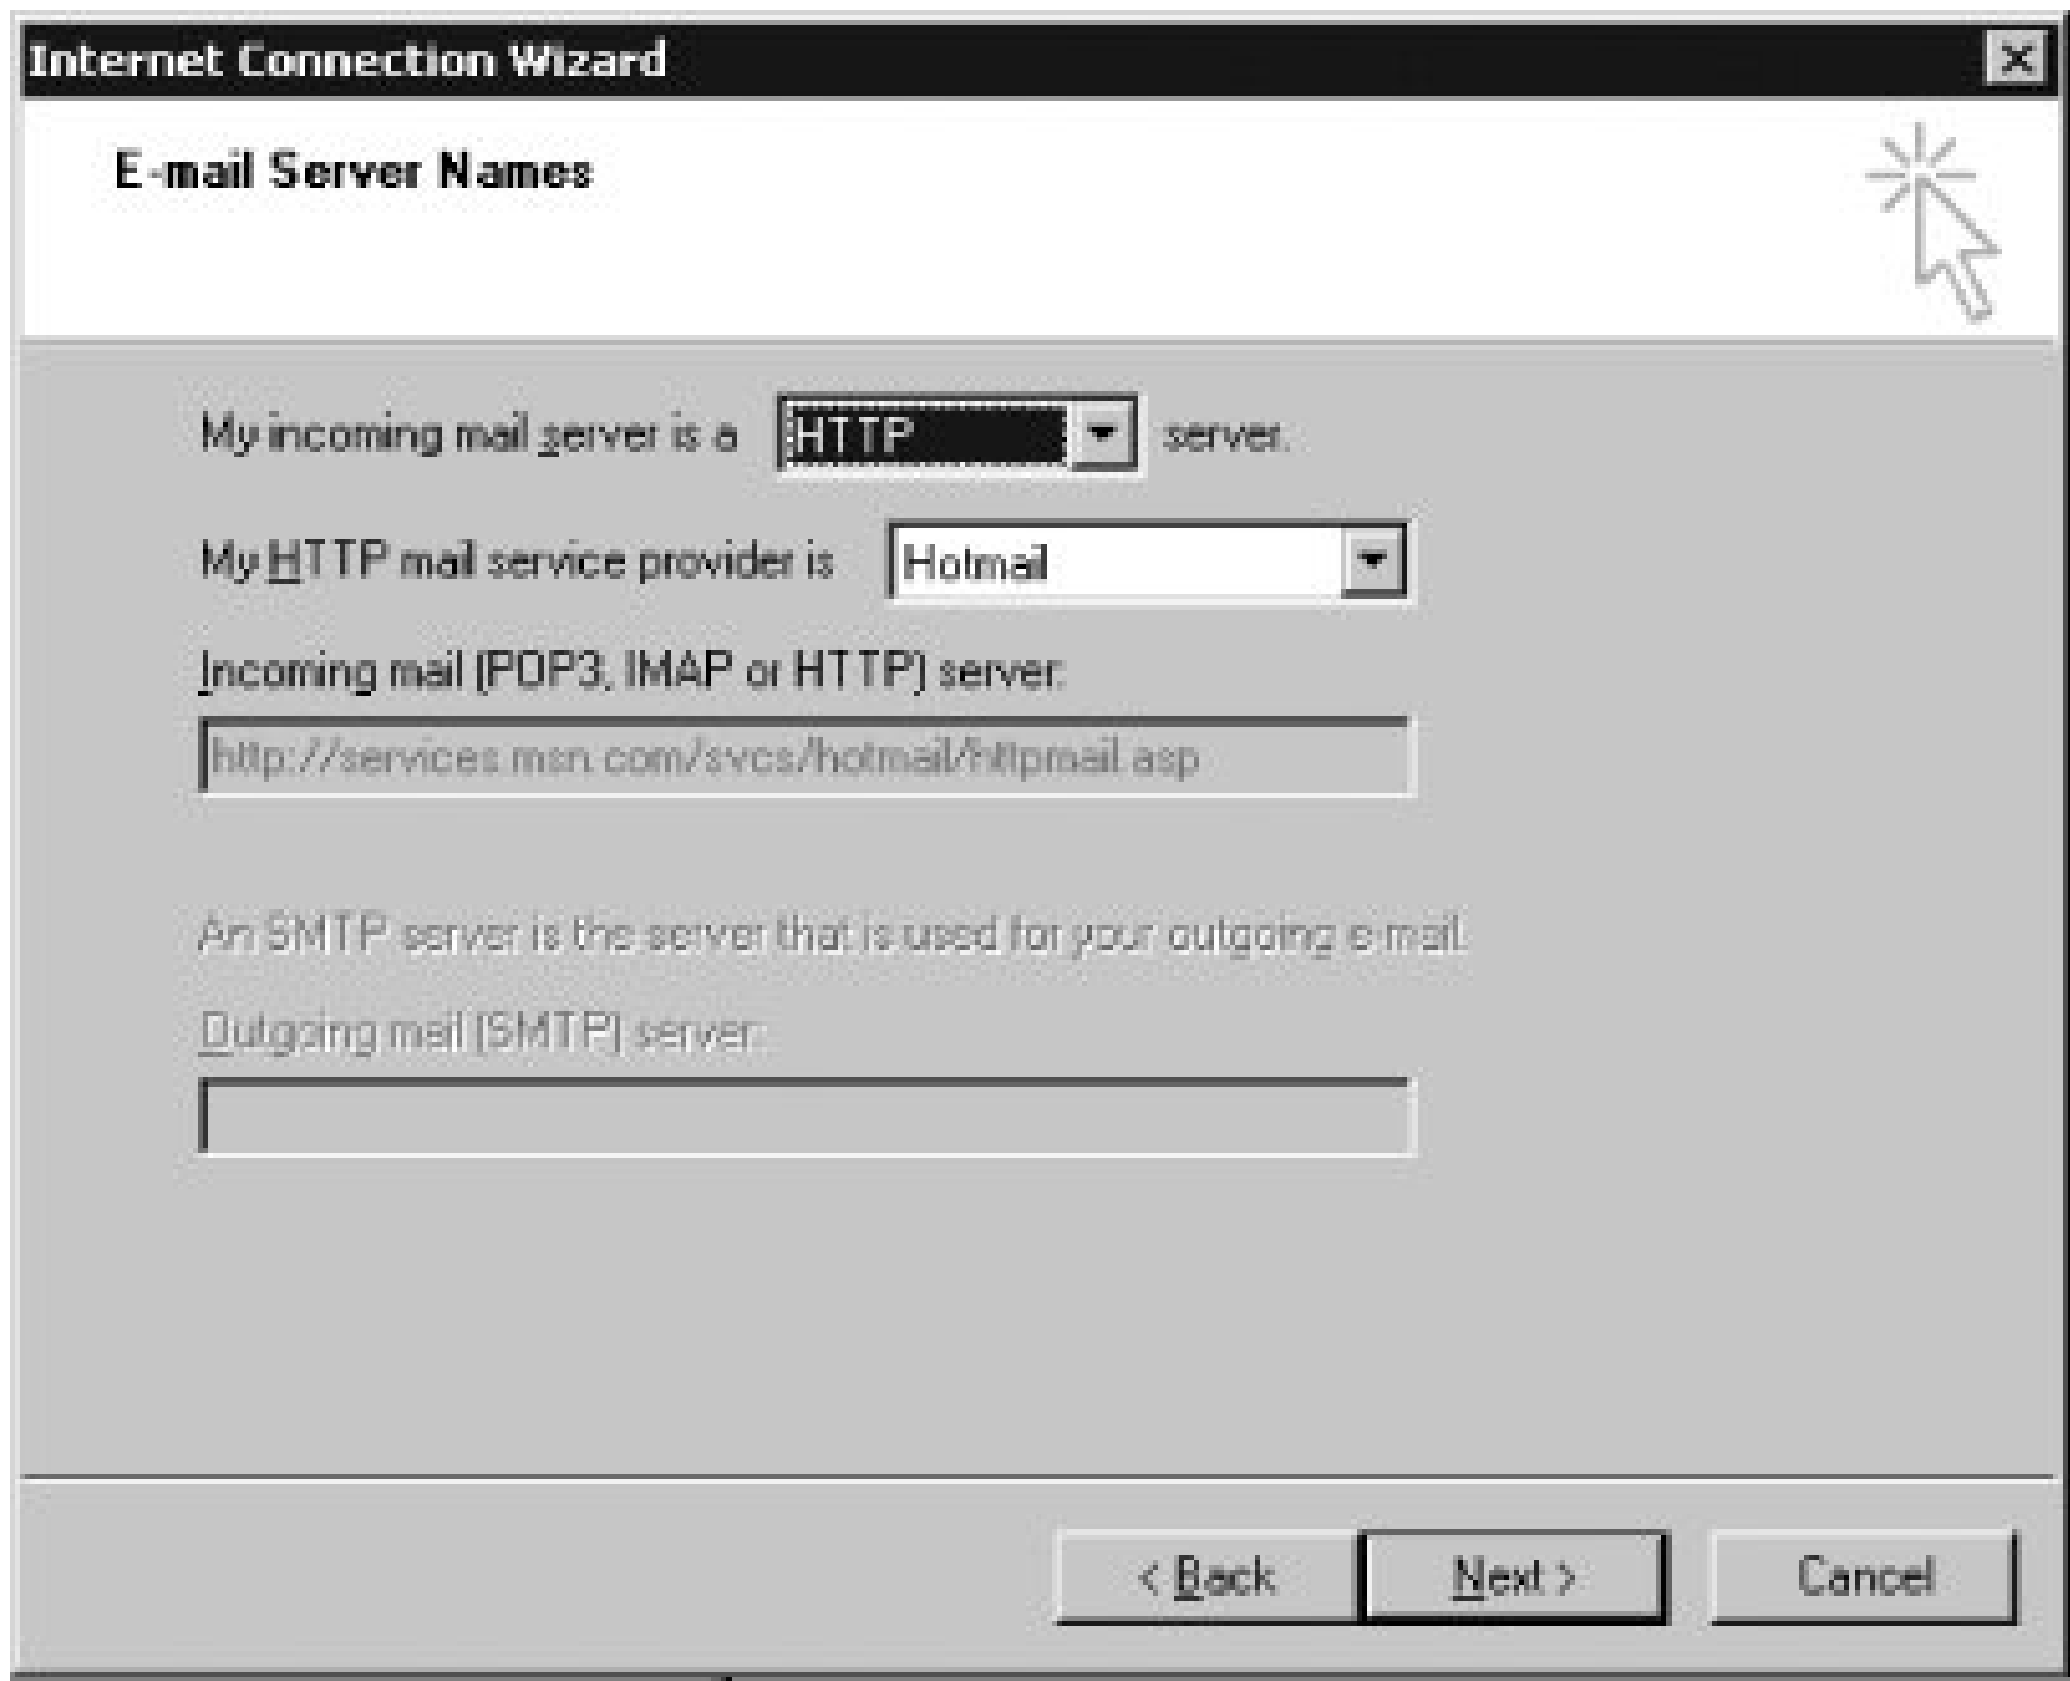 Internet Connection Wizard
E-mail Server Names
My incoming mail server is a HTTP server.
My HTTP mail service provider is Hotmail
Incoming mail (POP3, IMAP or HTTP) server:
http://services.msn.com/svcs/hotmail/httpmail.asp
An SMTP server is the server that is used for your outgoing e-mail.
Outgoing mail (SMTP) server:
< Back Next > Cancel